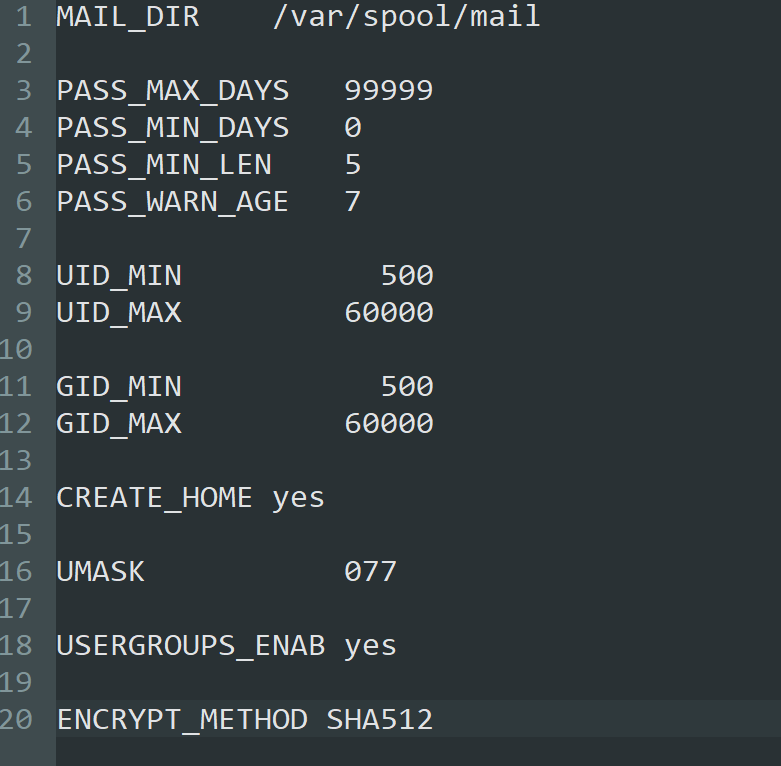 1 MAIL_DIR    /var/spool/mail
2
3 PASS_MAX_DAYS   99999
4 PASS_MIN_DAYS   0
5 PASS_MIN_LEN    5
6 PASS_WARN_AGE   7
7
8 UID_MIN           500
9 UID_MAX         60000
10
11 GID_MIN           500
12 GID_MAX         60000
13
14 CREATE_HOME yes
15
16 UMASK           077
17
18 USERGROUPS_ENAB yes
19
20 ENCRYPT_METHOD SHA512